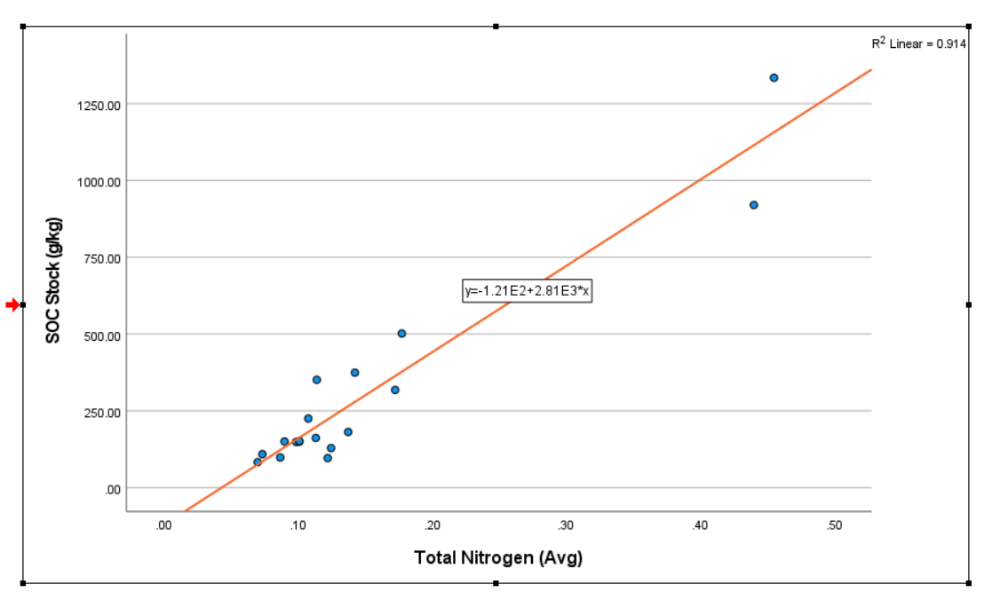 R2 Linear = 0.914
1250.00
1000.00
750.00
500.00
250.00
.00
SOC Stock (g/kg)
y=-1.21E2+2.81E3*x
.00 .10 .20 .30 .40 .50
Total Nitrogen (Avg)